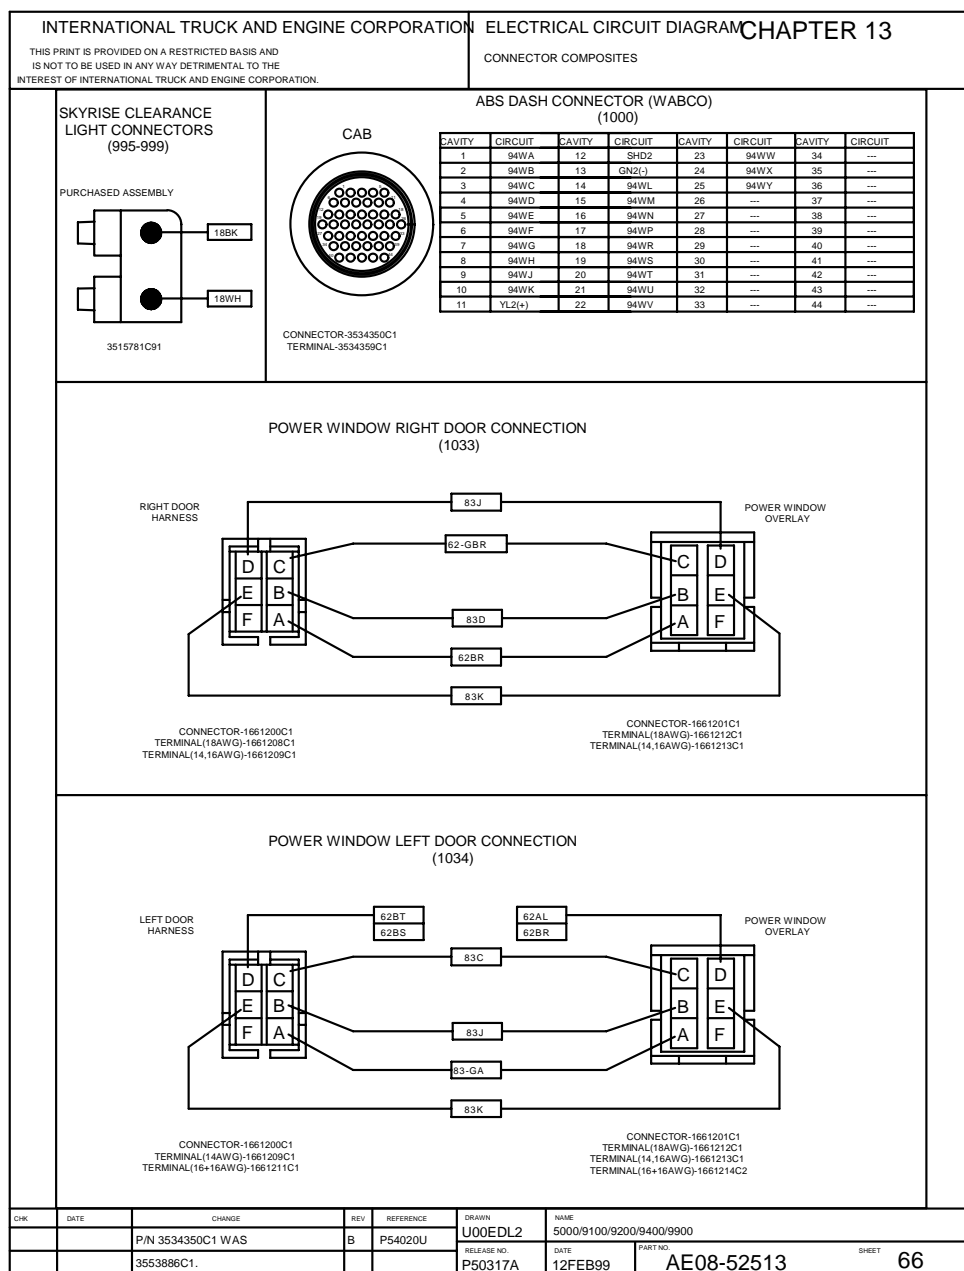 INTERNATIONAL TRUCK AND ENGINE CORPORATION
THIS PRINT IS PROVIDED ON A RESTRICTED BASIS AND
IS NOT TO BE USED IN ANY WAY DETRIMENTAL TO THE
INTEREST OF INTERNATIONAL TRUCK AND ENGINE CORPORATION.
ELECTRICAL CIRCUIT DIAGRAM
CHAPTER 13
CONNECTOR COMPOSITES
SKYRISE CLEARANCE
LIGHT CONNECTORS
(995-999)
PURCHASED ASSEMBLY
18BK
18WH
3515781C91
CAB
CONNECTOR-3534350C1
TERMINAL-3534359C1
ABS DASH CONNECTOR (WABCO)
(1000)
CAVITY CIRCUIT CAVITY CIRCUIT CAVITY CIRCUIT CAVITY CIRCUIT
1 94WA 12 SHD2 23 94WW 34 ---
2 94WB 13 GN2(-) 24 94WX 35 ---
3 94WC 14 94WL 25 94WY 36 ---
4 94WD 15 94WM 26 --- 37 ---
5 94WE 16 94WN 27 --- 38 ---
6 94WF 17 94WP 28 --- 39 ---
7 94WG 18 94WR 29 --- 40 ---
8 94WH 19 94WS 30 --- 41 ---
9 94WJ 20 94WT 31 --- 42 ---
10 94WK 21 94WU 32 --- 43 ---
11 YL2(+) 22 94WV 33 --- 44 ---
POWER WINDOW RIGHT DOOR CONNECTION
(1033)
RIGHT DOOR
HARNESS
83J
POWER WINDOW
OVERLAY
62-GBR
D C
E B
F A
C D
B E
A F
83D
62BR
83K
CONNECTOR-1661200C1
TERMINAL(18AWG)-1661208C1
TERMINAL(14,16AWG)-1661209C1
CONNECTOR-1661201C1
TERMINAL(18AWG)-1661212C1
TERMINAL(14,16AWG)-1661213C1
POWER WINDOW LEFT DOOR CONNECTION
(1034)
LEFT DOOR
HARNESS
62BT
62BS
62AL
62BR
POWER WINDOW
OVERLAY
83C
D C
E B
F A
C D
B E
A F
83J
83-GA
83K
CONNECTOR-1661200C1
TERMINAL(14AWG)-1661209C1
TERMINAL(16+16AWG)-1661211C1
CONNECTOR-1661201C1
TERMINAL(18AWG)-1661212C1
TERMINAL(14,16AWG)-1661213C1
TERMINAL(16+16AWG)-1661214C2
CHK DATE CHANGE REV REFERENCE
P/N 3534350C1 WAS B P54020U
3553886C1.
DRAWN
U00EDL2
NAME
5000/9100/9200/9400/9900
RELEASE NO.
P50317A
DATE
12FEB99
PART NO.
AE08-52513
SHEET
66